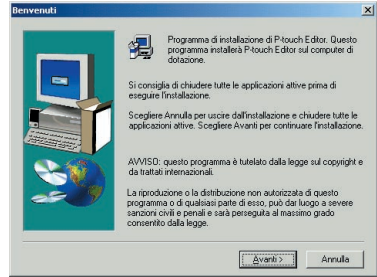 Benvenuti
Programma di installazione di P-touch Editor. Questo
programma installerà P-touch Editor sul computer di
dotazione.
Si consiglia di chiudere tutte le applicazioni attive prima di
eseguire l'installazione.
Scegliere Annulla per uscire dall'installazione e chiudere tutte le
applicazioni attive. Scegliere Avanti per continuare l'installazione.
AVVISO: questo programma è tutelato dalla legge sul copyright e
da trattati internazionali.
La riproduzione o la distribuzione non autorizzata di questo
programma o di qualsiasi parte di esso, può dar luogo a severe
sanzioni civili e penali e sarà perseguita al massimo grado
consentito dalla legge.
Avanti >
Annulla